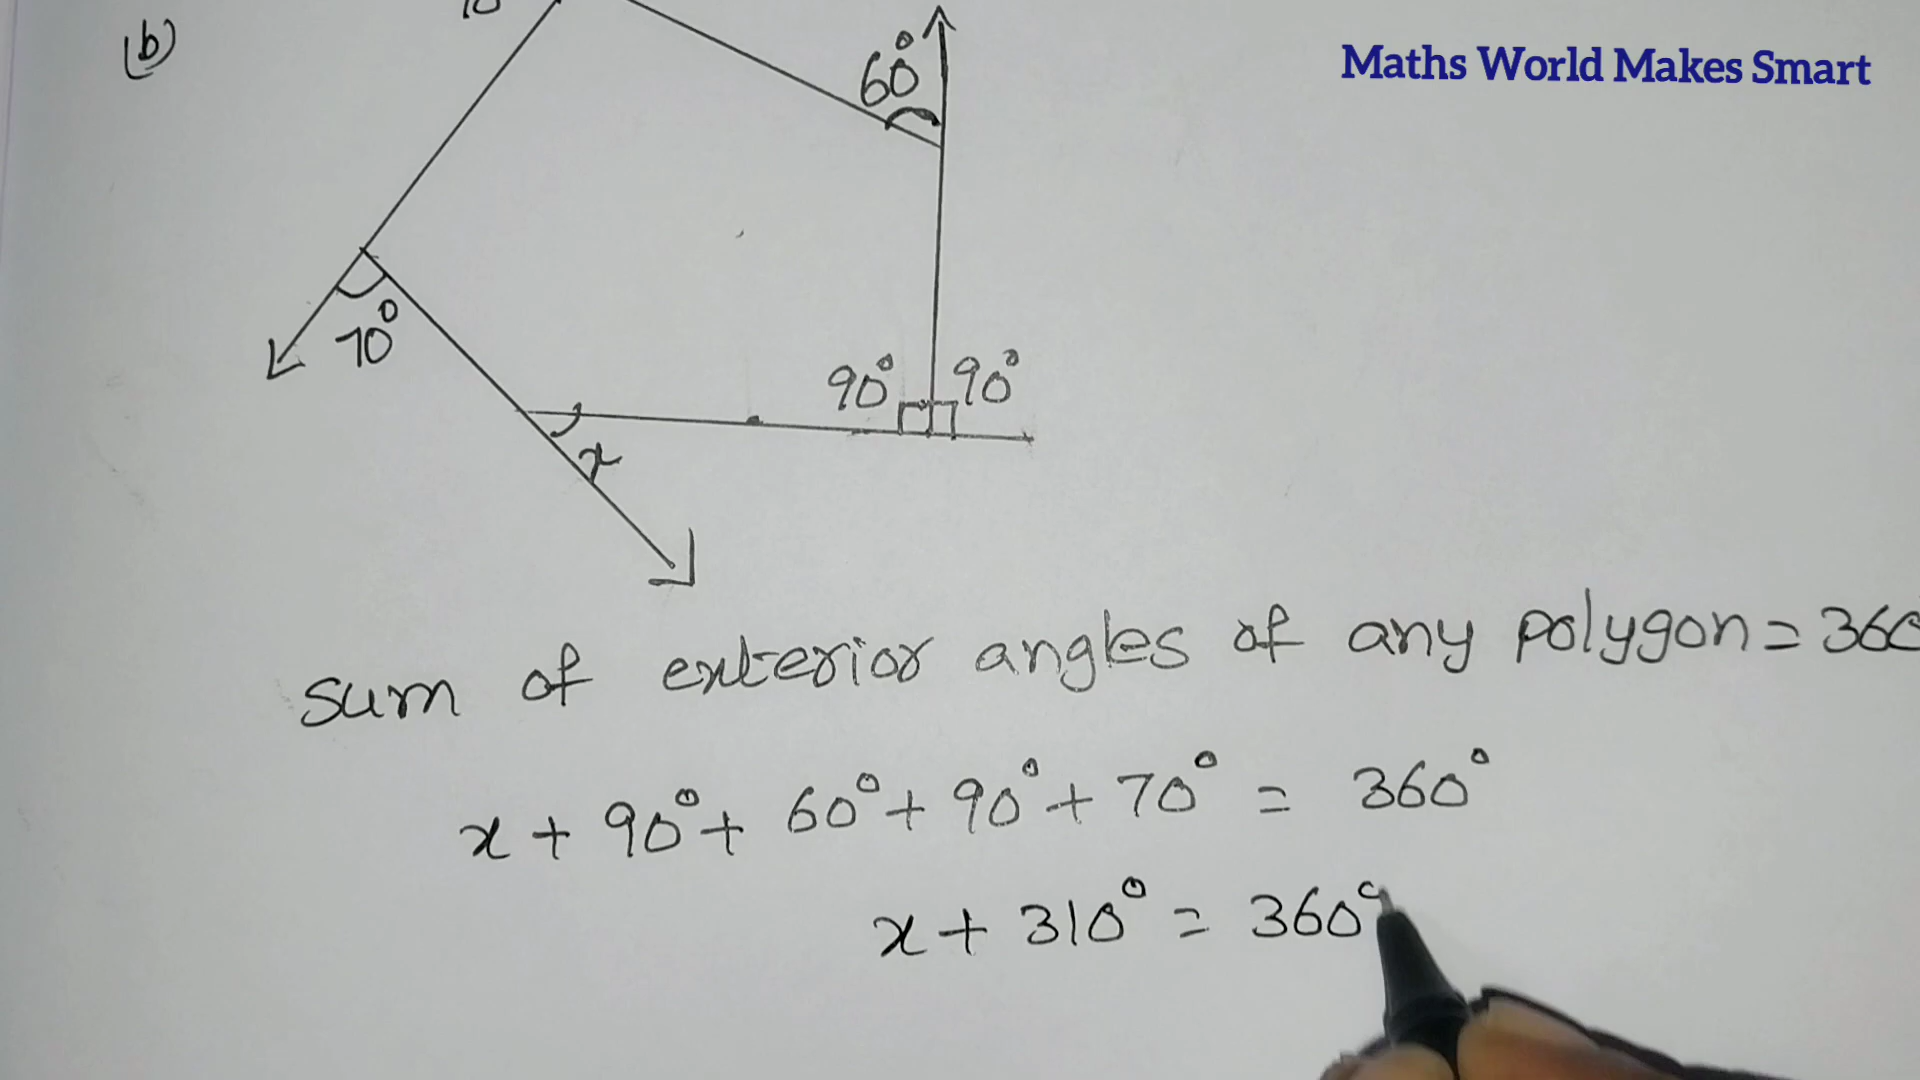 (b)
Maths World Makes Smart
60°
70°
90° 90°
x
sum of exterior angles of any polygon = 360
x + 90° + 60° + 90° + 70° = 360°
x + 310° = 360°